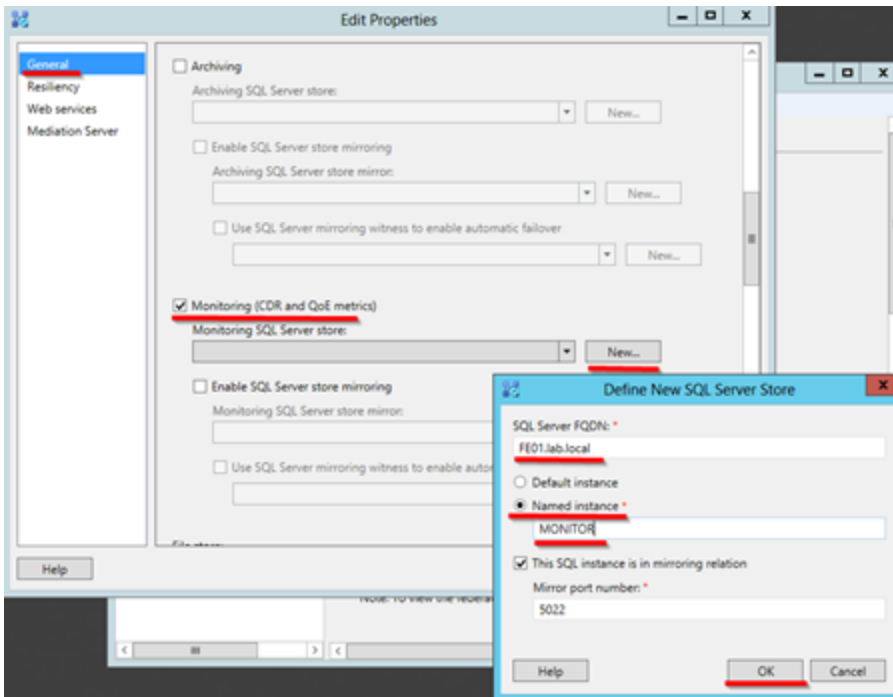 Edit Properties
General
Resiliency
Web services
Mediation Server
Archiving
Archiving SQL Server store:
New...
Enable SQL Server store mirroring
Archiving SQL Server store mirror:
New...
Use SQL Server mirroring witness to enable automatic failover
New...
Monitoring (CDR and QoE metrics)
Monitoring SQL Server store:
New...
Enable SQL Server store mirroring
Monitoring SQL Server store mirror:
Use SQL Server mirroring witness to enable auto
Help
Define New SQL Server Store
SQL Server FQDN: *
FE01.lab.local
Default instance
Named instance *
MONITOR
This SQL instance is in mirroring relation
Mirror port number: *
5022
Help
OK
Cancel